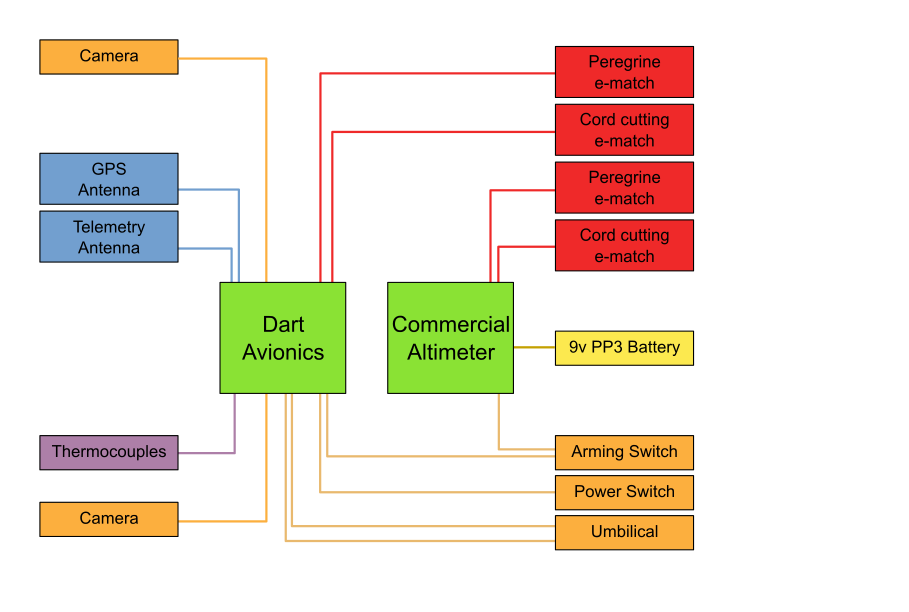 Camera
GPS
Antenna
Telemetry
Antenna
Dart
Avionics
Thermocouples
Camera
Commercial
Altimeter
Peregrine
e-match
Cord cutting
e-match
Peregrine
e-match
Cord cutting
e-match
9v PP3 Battery
Arming Switch
Power Switch
Umbilical